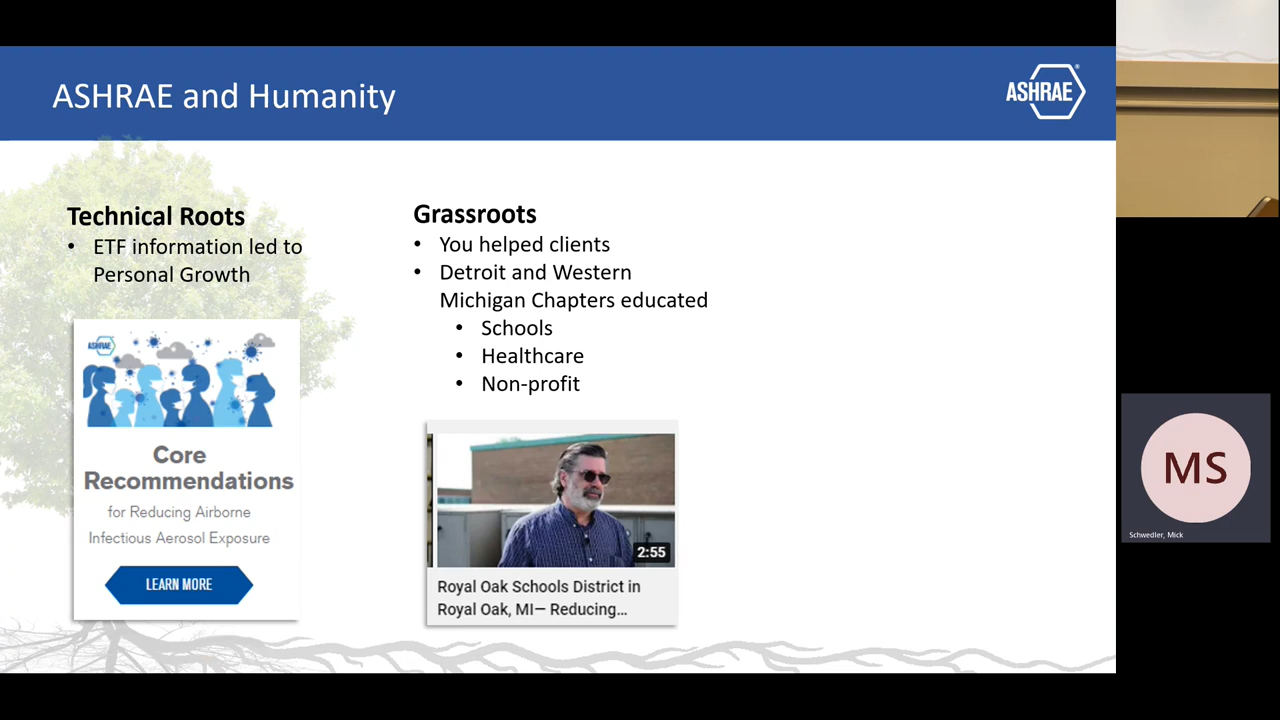 ASHRAE and Humanity
ASHRAE
Technical Roots
• ETF information led to
Personal Growth
ASHRAE
Core
Recommendations
for Reducing Airborne
Infectious Aerosol Exposure
LEARN MORE
Grassroots
• You helped clients
• Detroit and Western
Michigan Chapters educated
• Schools
• Healthcare
• Non-profit
2:55
Royal Oak Schools District in
Royal Oak, MI— Reducing...
MS
Schwedler, Mick